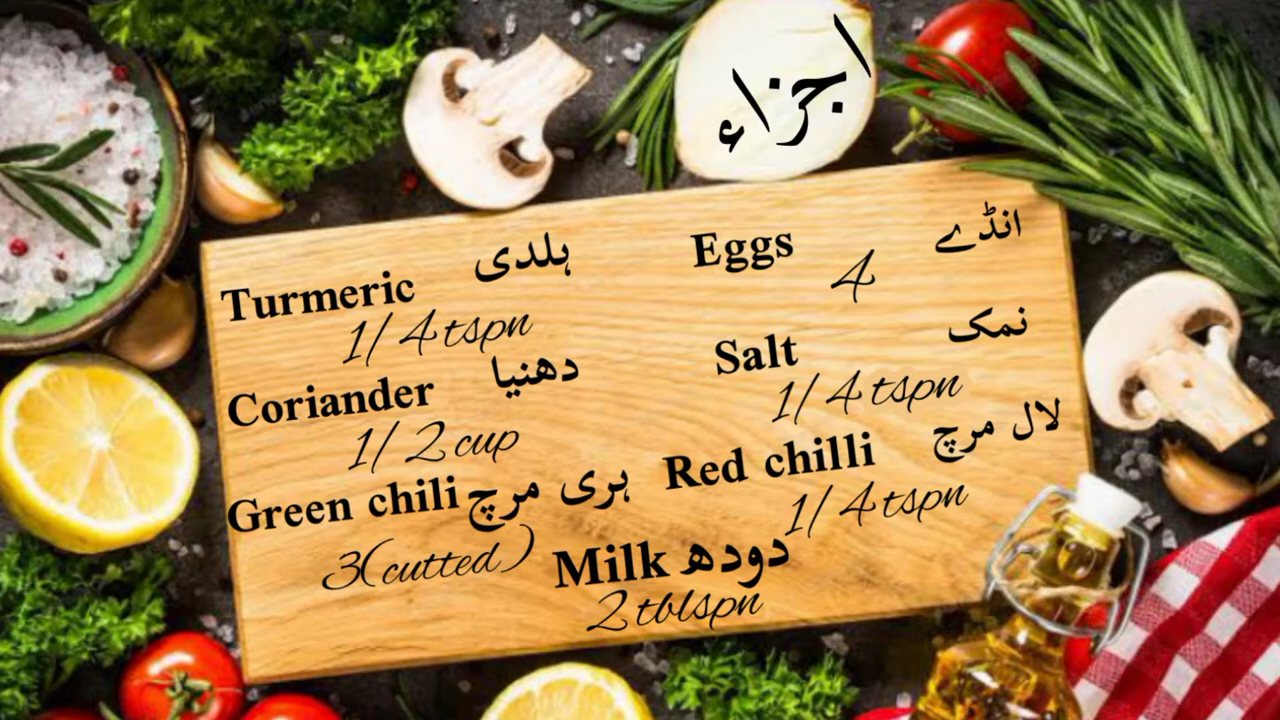 اجزاء
Turmeric ہلدی
1/4 tspn
Coriander دھنیا
1/2 cup
Green chili ہری مرچ
3(cutted)
Eggs انڈے
4
Salt نمک
1/4 tspn
Red chilli لال مرچ
1/4 tspn
Milk دودھ
2 tblspn